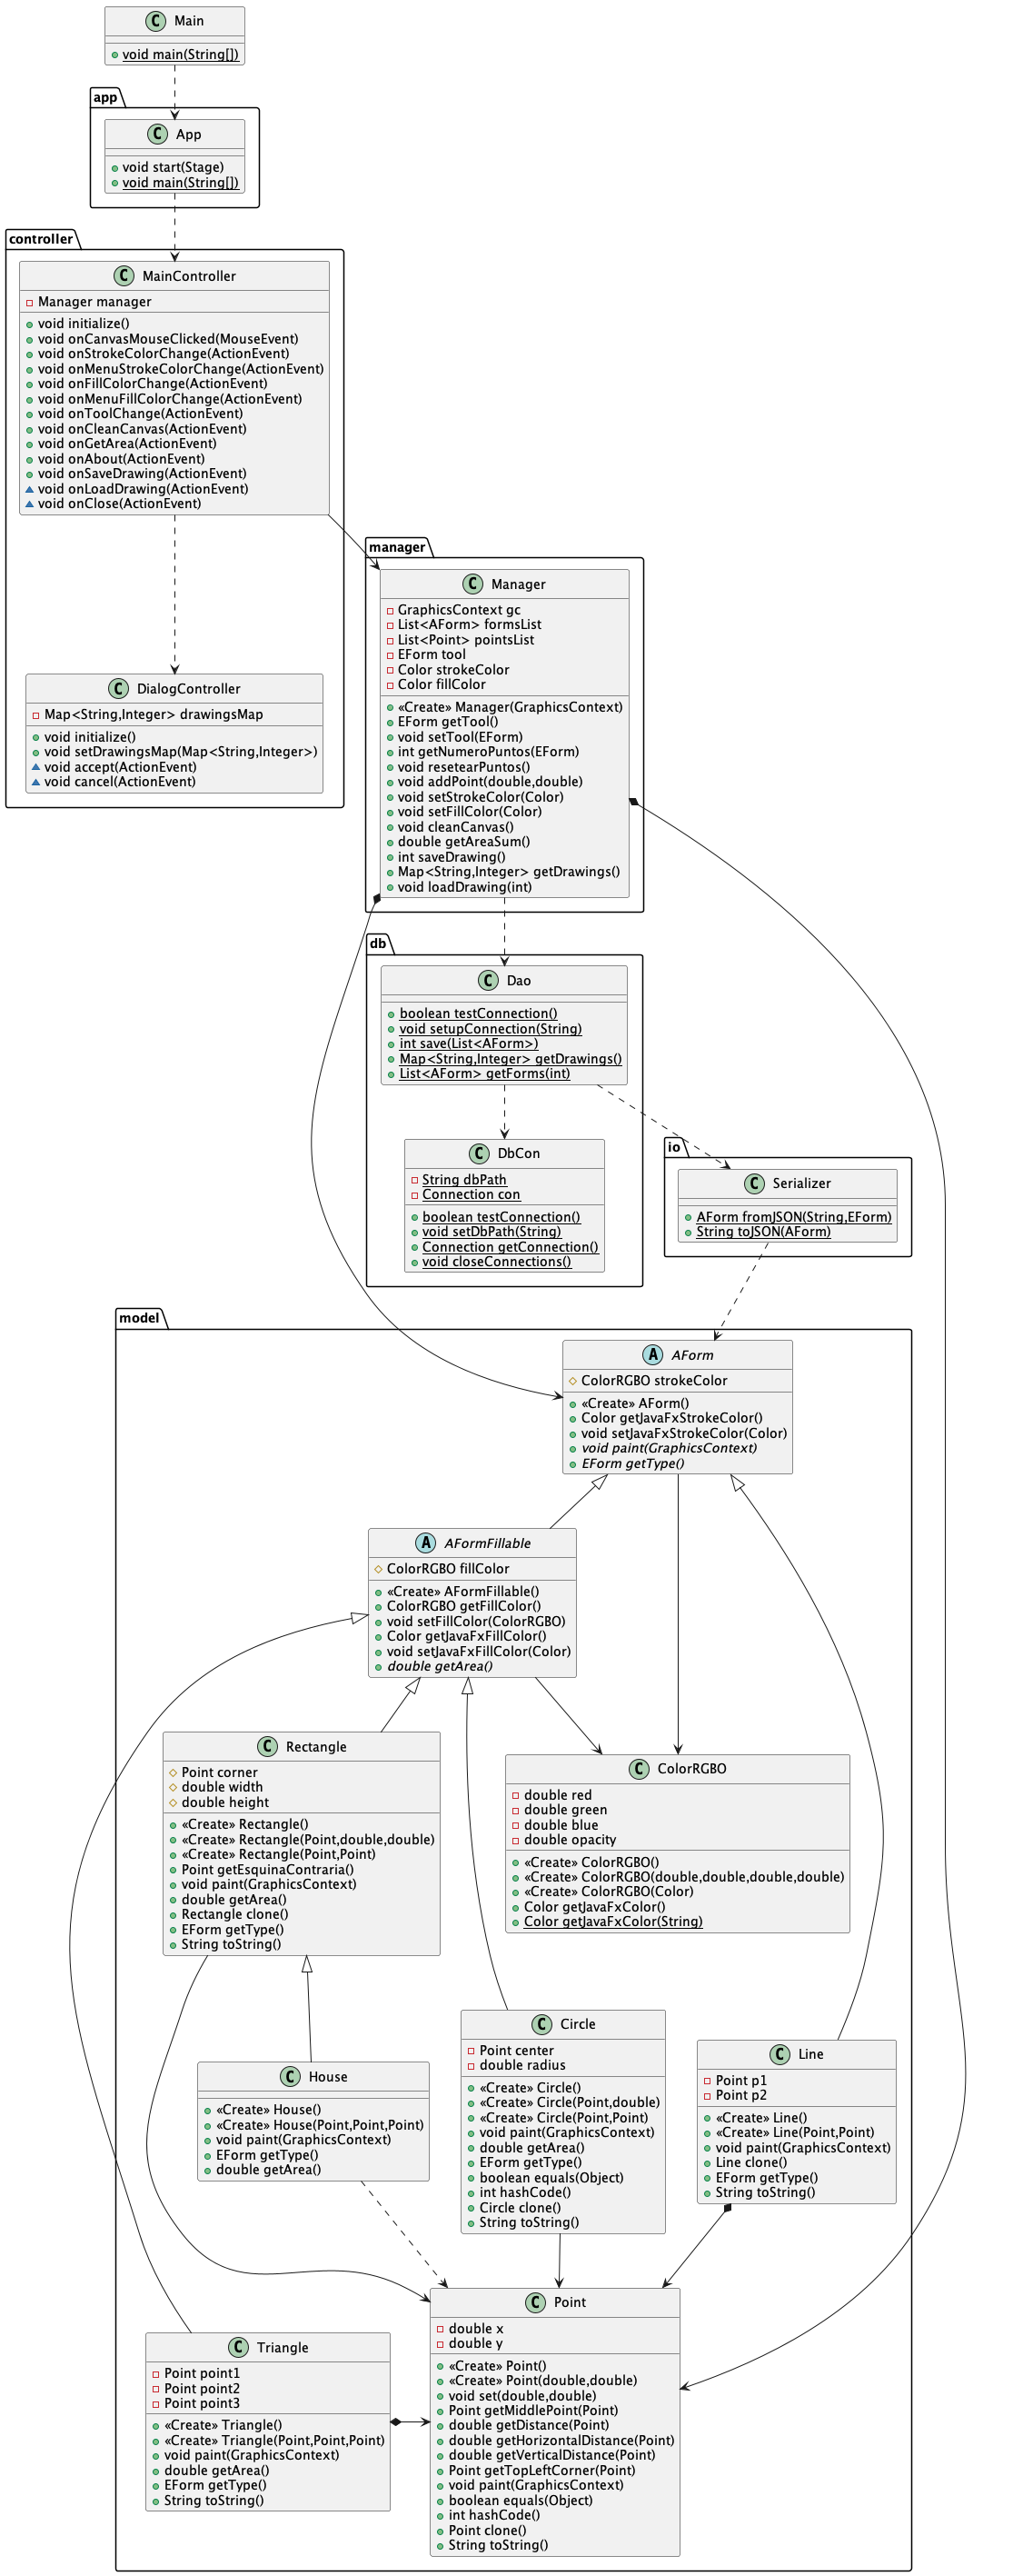 C Main
void main(String[])
app
C App
void start(Stage)
void main(String[])
controller
C MainController
Manager manager
void initialize()
void onCanvasMouseClicked(MouseEvent)
void onStrokeColorChange(ActionEvent)
void onMenuStrokeColorChange(ActionEvent)
void onFillColorChange(ActionEvent)
void onMenuFillColorChange(ActionEvent)
void onToolChange(ActionEvent)
void onCleanCanvas(ActionEvent)
void onGetArea(ActionEvent)
void onAbout(ActionEvent)
void onSaveDrawing(ActionEvent)
void onLoadDrawing(ActionEvent)
void onClose(ActionEvent)
C DialogController
Map<String,Integer> drawingsMap
void initialize()
void setDrawingsMap(Map<String,Integer>)
void accept(ActionEvent)
void cancel(ActionEvent)
manager
C Manager
GraphicsContext gc
List<AForm> formsList
List<Point> pointsList
EForm tool
Color strokeColor
Color fillColor
«Create» Manager(GraphicsContext)
EForm getTool()
void setTool(EForm)
int getNumeroPuntos(EForm)
void resetearPuntos()
void addPoint(double,double)
void setStrokeColor(Color)
void setFillColor(Color)
void cleanCanvas()
double getAreaSum()
int saveDrawing()
Map<String,Integer> getDrawings()
void loadDrawing(int)
db
C Dao
boolean testConnection()
void setupConnection(String)
int save(List<AForm>)
Map<String,Integer> getDrawings()
List<AForm> getForms(int)
C DbCon
String dbPath
Connection con
boolean testConnection()
void setDbPath(String)
Connection getConnection()
void closeConnections()
io
C Serializer
AForm fromJSON(String,EForm)
String toJSON(AForm)
model
A AForm
ColorRGBO strokeColor
«Create» AForm()
Color getJavaFxStrokeColor()
void setJavaFxStrokeColor(Color)
void paint(GraphicsContext)
EForm getType()
A AFormFillable
ColorRGBO fillColor
«Create» AFormFillable()
ColorRGBO getFillColor()
void setFillColor(ColorRGBO)
Color getJavaFxFillColor()
void setJavaFxFillColor(Color)
double getArea()
C Rectangle
Point corner
double width
double height
«Create» Rectangle()
«Create» Rectangle(Point,double,double)
«Create» Rectangle(Point,Point)
Point getEsquinaContraria()
void paint(GraphicsContext)
double getArea()
Rectangle clone()
EForm getType()
String toString()
C ColorRGBO
double red
double green
double blue
double opacity
«Create» ColorRGBO()
«Create» ColorRGBO(double,double,double,double)
«Create» ColorRGBO(Color)
Color getJavaFxColor()
Color getJavaFxColor(String)
C House
«Create» House()
«Create» House(Point,Point,Point)
void paint(GraphicsContext)
EForm getType()
double getArea()
C Circle
Point center
double radius
«Create» Circle()
«Create» Circle(Point,double)
«Create» Circle(Point,Point)
void paint(GraphicsContext)
double getArea()
EForm getType()
boolean equals(Object)
int hashCode()
Circle clone()
String toString()
C Line
Point p1
Point p2
«Create» Line()
«Create» Line(Point,Point)
void paint(GraphicsContext)
Line clone()
EForm getType()
String toString()
C Triangle
Point point1
Point point2
Point point3
«Create» Triangle()
«Create» Triangle(Point,Point,Point)
void paint(GraphicsContext)
double getArea()
EForm getType()
String toString()
C Point
double x
double y
«Create» Point()
«Create» Point(double,double)
void set(double,double)
Point getMiddlePoint(Point)
double getDistance(Point)
double getHorizontalDistance(Point)
double getVerticalDistance(Point)
Point getTopLeftCorner(Point)
void paint(GraphicsContext)
boolean equals(Object)
int hashCode()
Point clone()
String toString()